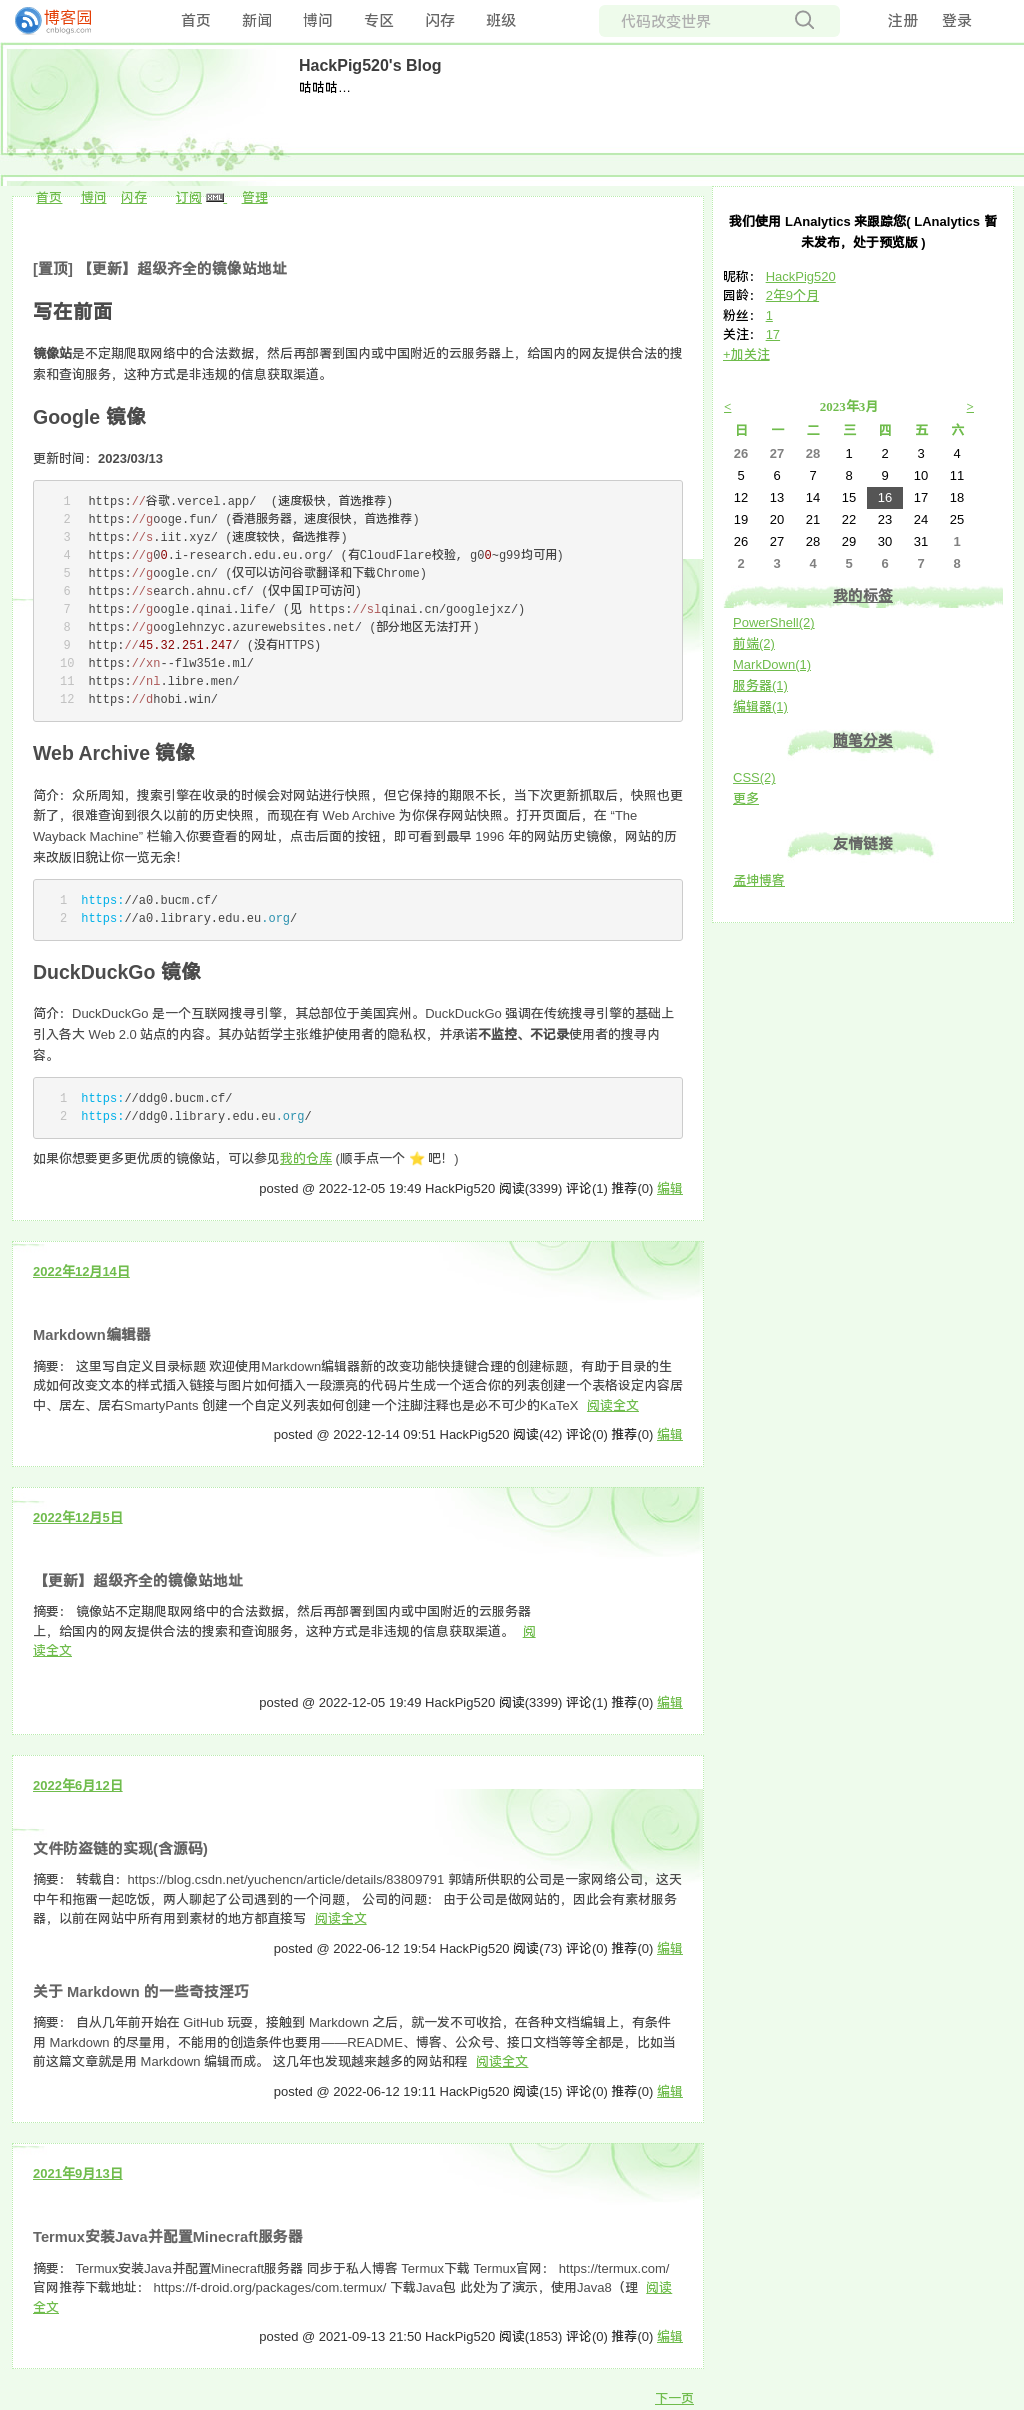 博客园
cnblogs.com
首页 新闻 博问 专区 闪存 班级
代码改变世界
注册 登录
HackPig520's Blog
咕咕咕...
首页 博问 闪存 订阅 XML 管理
[置顶] 【更新】超级齐全的镜像站地址
写在前面
镜像站是不定期爬取网络中的合法数据，然后再部署到国内或中国附近的云服务器上，给国内的网友提供合法的搜
索和查询服务，这种方式是非违规的信息获取渠道。
Google 镜像
更新时间：2023/03/13
1 https://谷歌.vercel.app/ (速度极快，首选推荐)
2 https://googe.fun/ (香港服务器，速度很快，首选推荐)
3 https://s.iit.xyz/ (速度较快，备选推荐)
4 https://g00.i-research.edu.eu.org/ (有CloudFlare校验, g00~g99均可用)
5 https://google.cn/ (仅可以访问谷歌翻译和下载Chrome)
6 https://search.ahnu.cf/ (仅中国IP可访问)
7 https://google.qinai.life/ (见 https://slqinai.cn/googlejxz/)
8 https://googlehnzyc.azurewebsites.net/ (部分地区无法打开)
9 http://45.32.251.247/ (没有HTTPS)
10 https://xn--flw351e.ml/
11 https://nl.libre.men/
12 https://dhobi.win/
Web Archive 镜像
简介：众所周知，搜索引擎在收录的时候会对网站进行快照，但它保持的期限不长，当下次更新抓取后，快照也更
新了，很难查询到很久以前的历史快照，而现在有 Web Archive 为你保存网站快照。打开页面后，在 “The
Wayback Machine” 栏输入你要查看的网址，点击后面的按钮，即可看到最早 1996 年的网站历史镜像，网站的历
来改版旧貌让你一览无余！
1 https://a0.bucm.cf/
2 https://a0.library.edu.eu.org/
DuckDuckGo 镜像
简介：DuckDuckGo 是一个互联网搜寻引擎，其总部位于美国宾州。DuckDuckGo 强调在传统搜寻引擎的基础上
引入各大 Web 2.0 站点的内容。其办站哲学主张维护使用者的隐私权，并承诺不监控、不记录使用者的搜寻内
容。
1 https://ddg0.bucm.cf/
2 https://ddg0.library.edu.eu.org/
如果你想要更多更优质的镜像站，可以参见我的仓库 (顺手点一个 ⭐ 吧！)
posted @ 2022-12-05 19:49 HackPig520 阅读(3399) 评论(1) 推荐(0) 编辑
2022年12月14日
Markdown编辑器
摘要： 这里写自定义目录标题 欢迎使用Markdown编辑器新的改变功能快捷键合理的创建标题，有助于目录的生
成如何改变文本的样式插入链接与图片如何插入一段漂亮的代码片生成一个适合你的列表创建一个表格设定内容居
中、居左、居右SmartyPants 创建一个自定义列表如何创建一个注脚注释也是必不可少的KaTeX 阅读全文
posted @ 2022-12-14 09:51 HackPig520 阅读(42) 评论(0) 推荐(0) 编辑
2022年12月5日
【更新】超级齐全的镜像站地址
摘要： 镜像站不定期爬取网络中的合法数据，然后再部署到国内或中国附近的云服务器
上，给国内的网友提供合法的搜索和查询服务，这种方式是非违规的信息获取渠道。 阅
读全文
posted @ 2022-12-05 19:49 HackPig520 阅读(3399) 评论(1) 推荐(0) 编辑
2022年6月12日
文件防盗链的实现(含源码)
摘要： 转载自：https://blog.csdn.net/yuchencn/article/details/83809791 郭靖所供职的公司是一家网络公司，这天
中午和拖雷一起吃饭，两人聊起了公司遇到的一个问题， 公司的问题： 由于公司是做网站的，因此会有素材服务
器，以前在网站中所有用到素材的地方都直接写 阅读全文
posted @ 2022-06-12 19:54 HackPig520 阅读(73) 评论(0) 推荐(0) 编辑
关于 Markdown 的一些奇技淫巧
摘要： 自从几年前开始在 GitHub 玩耍，接触到 Markdown 之后，就一发不可收拾，在各种文档编辑上，有条件
用 Markdown 的尽量用，不能用的创造条件也要用——README、博客、公众号、接口文档等等全都是，比如当
前这篇文章就是用 Markdown 编辑而成。 这几年也发现越来越多的网站和程 阅读全文
posted @ 2022-06-12 19:11 HackPig520 阅读(15) 评论(0) 推荐(0) 编辑
2021年9月13日
Termux安装Java并配置Minecraft服务器
摘要： Termux安装Java并配置Minecraft服务器 同步于私人博客 Termux下载 Termux官网： https://termux.com/
官网推荐下载地址： https://f-droid.org/packages/com.termux/ 下载Java包 此处为了演示，使用Java8（理 阅读
全文
posted @ 2021-09-13 21:50 HackPig520 阅读(1853) 评论(0) 推荐(0) 编辑
下一页
我们使用 LAnalytics 来跟踪您( LAnalytics 暂
未发布，处于预览版 )
昵称： HackPig520
园龄： 2年9个月
粉丝： 1
关注： 17
+加关注
< 2023年3月 >
日 一 二 三 四 五 六
26 27 28 1 2 3 4
5 6 7 8 9 10 11
12 13 14 15 16 17 18
19 20 21 22 23 24 25
26 27 28 29 30 31 1
2 3 4 5 6 7 8
我的标签
PowerShell(2)
前端(2)
MarkDown(1)
服务器(1)
编辑器(1)
随笔分类
CSS(2)
更多
友情链接
孟坤博客